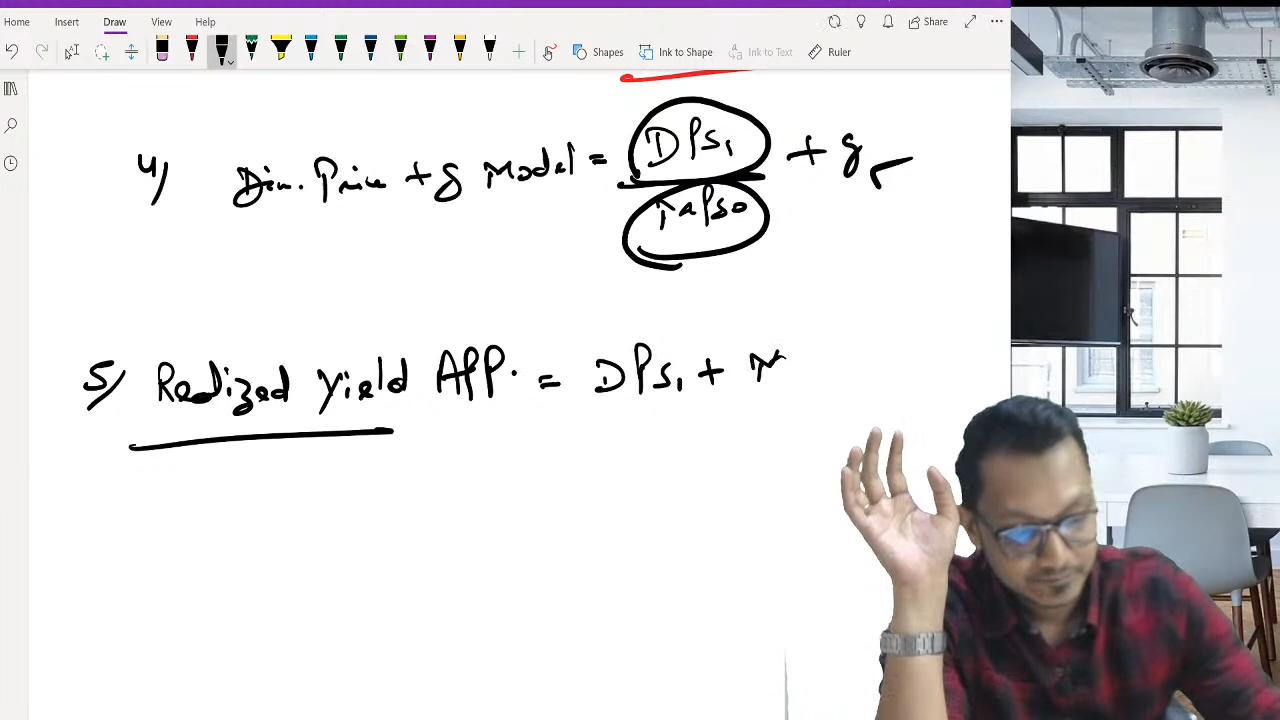 Home Insert Draw View Help Share
Shapes Ink to Shape Ink to Text Ruler
4) Div. Price + g Model = DPS1 + g
MPS0
5) Realized Yield APP. = DPS1 + M